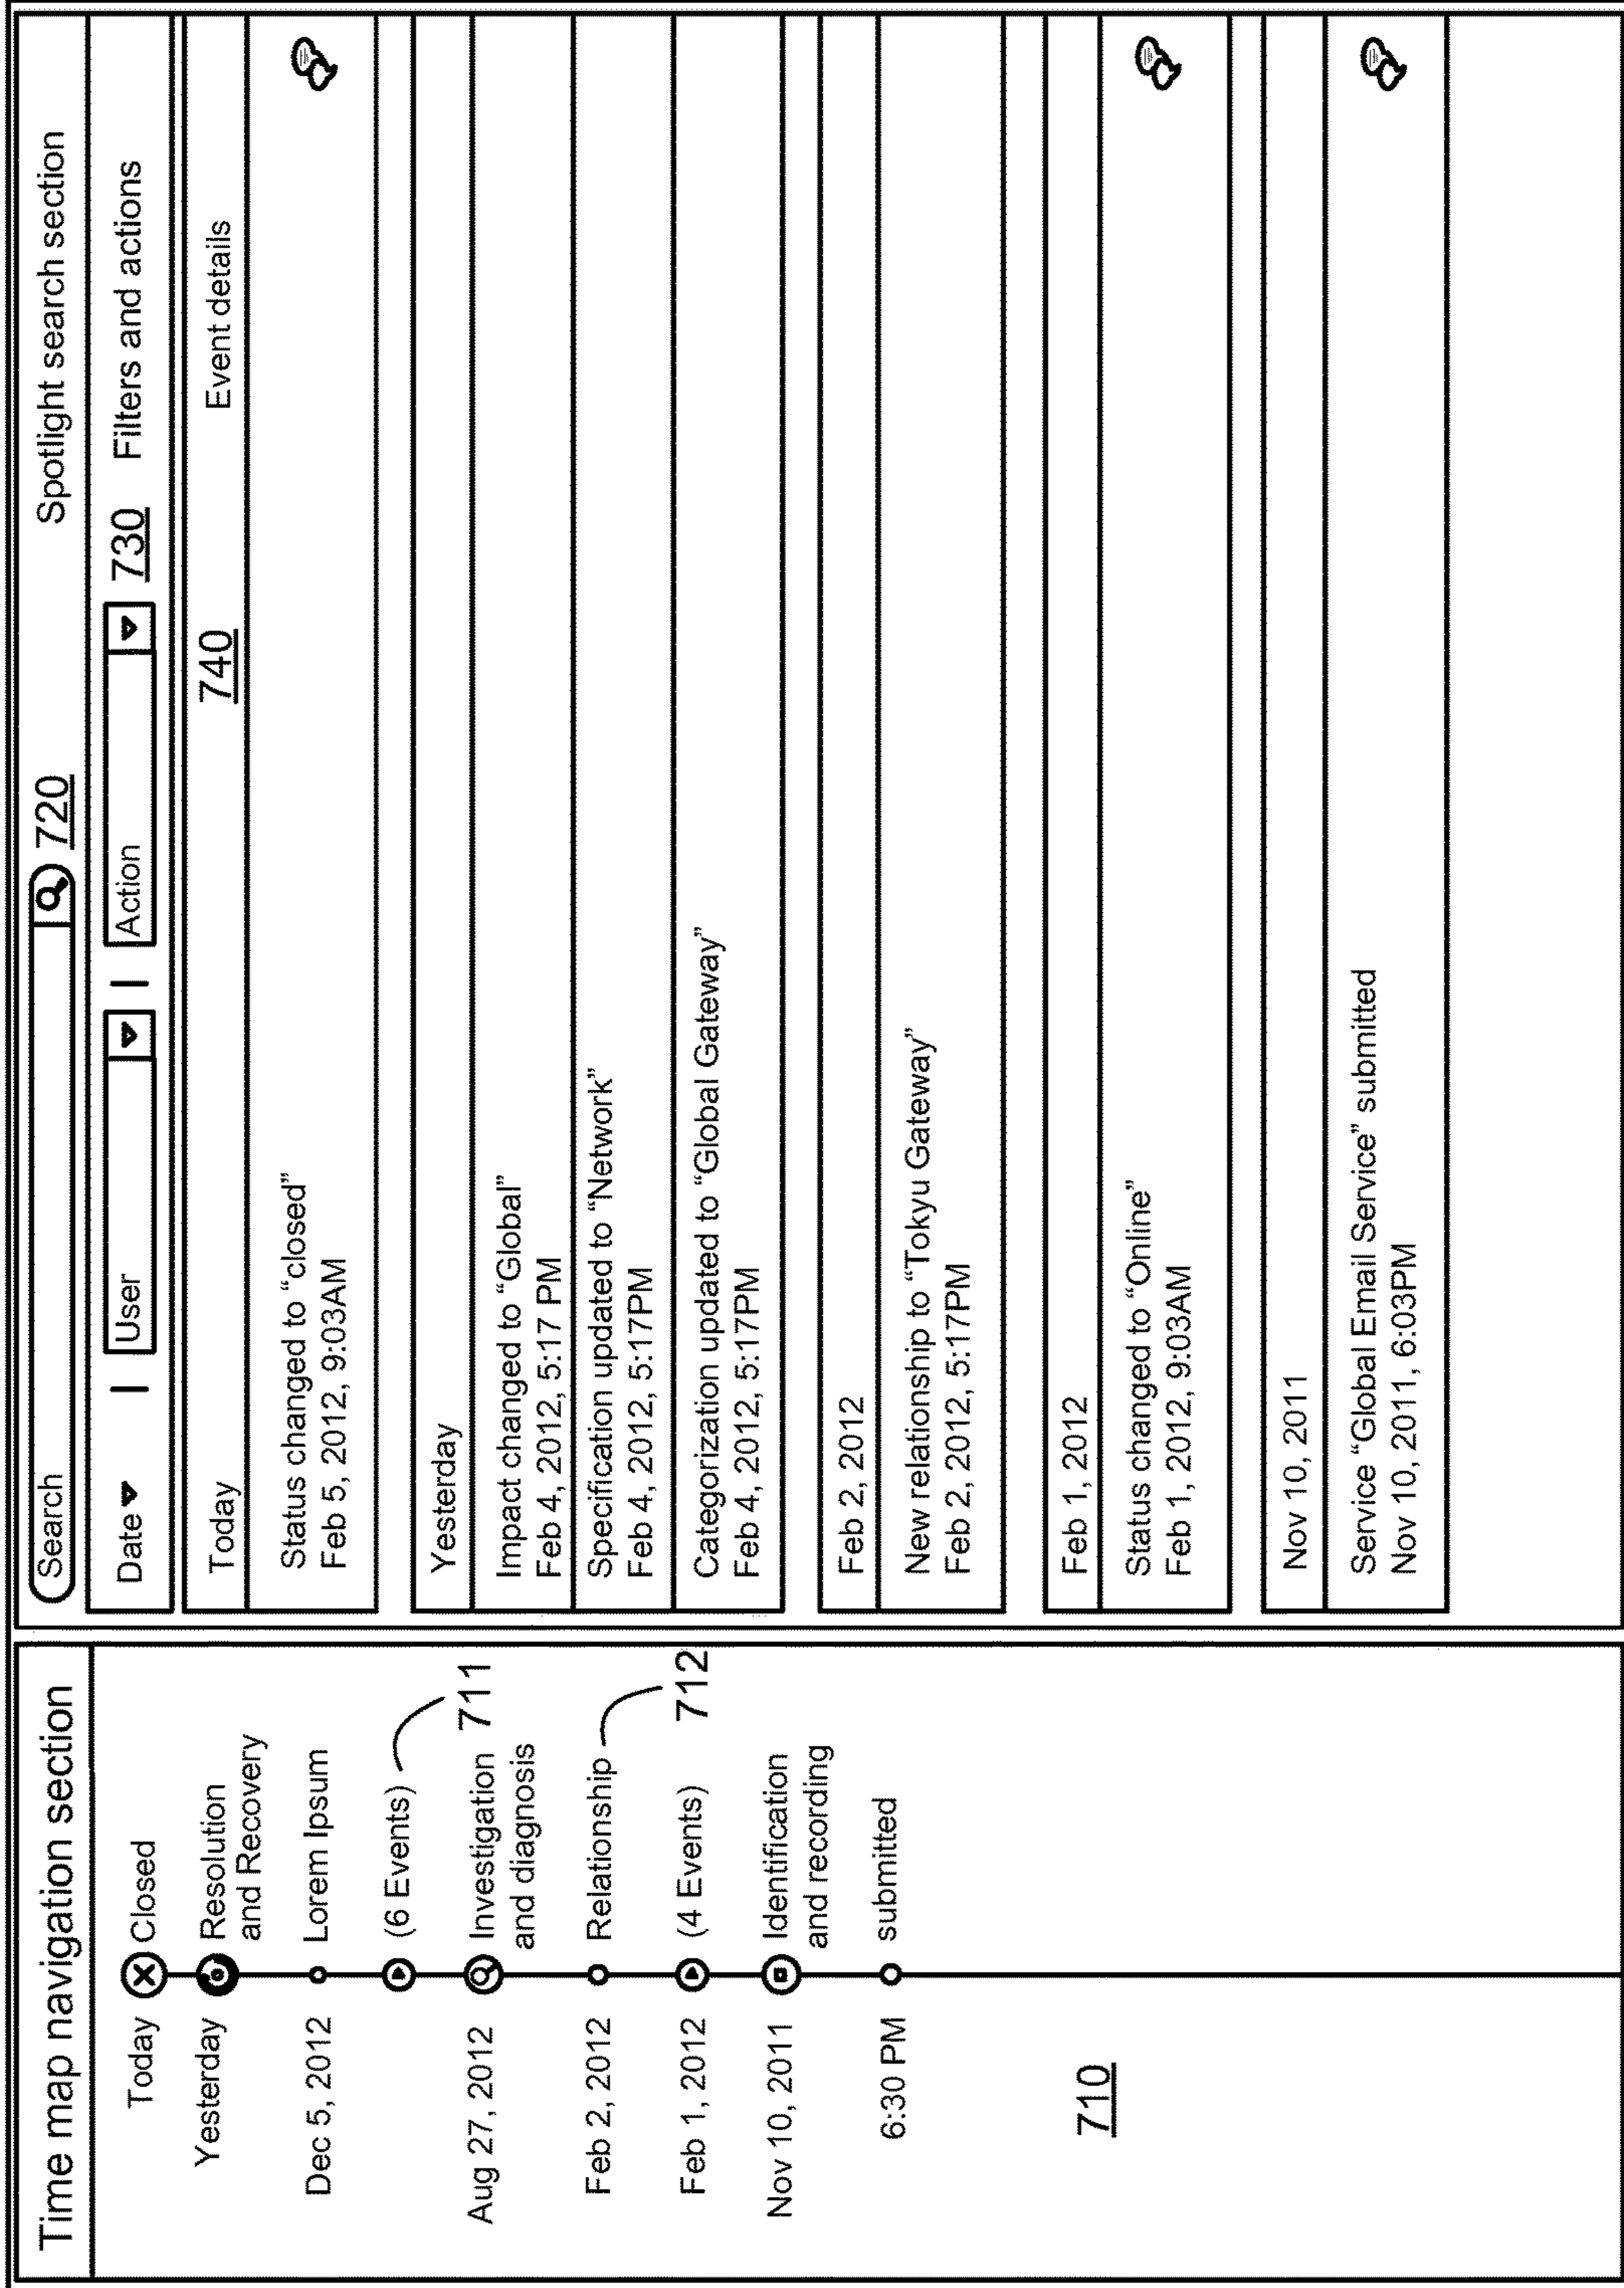 Time map navigation section
Today Closed
Yesterday Resolution
and Recovery
Dec 5, 2012 Lorem Ipsum
(6 Events)
711
Aug 27, 2012 Investigation
and diagnosis
Feb 2, 2012 Relationship
712
Feb 1, 2012 (4 Events)
Nov 10, 2011 Identification
and recording
6:30 PM submitted
710
Search 720 Spotlight search section
Date | User | Action 730 Filters and actions
Today 740 Event details
Status changed to “closed”
Feb 5, 2012, 9:03AM
Yesterday
Impact changed to “Global”
Feb 4, 2012, 5:17 PM
Specification updated to “Network”
Feb 4, 2012, 5:17PM
Categorization updated to “Global Gateway”
Feb 4, 2012, 5:17PM
Feb 2, 2012
New relationship to “Tokyu Gateway”
Feb 2, 2012, 5:17PM
Feb 1, 2012
Status changed to “Online”
Feb 1, 2012, 9:03AM
Nov 10, 2011
Service “Global Email Service” submitted
Nov 10, 2011, 6:03PM